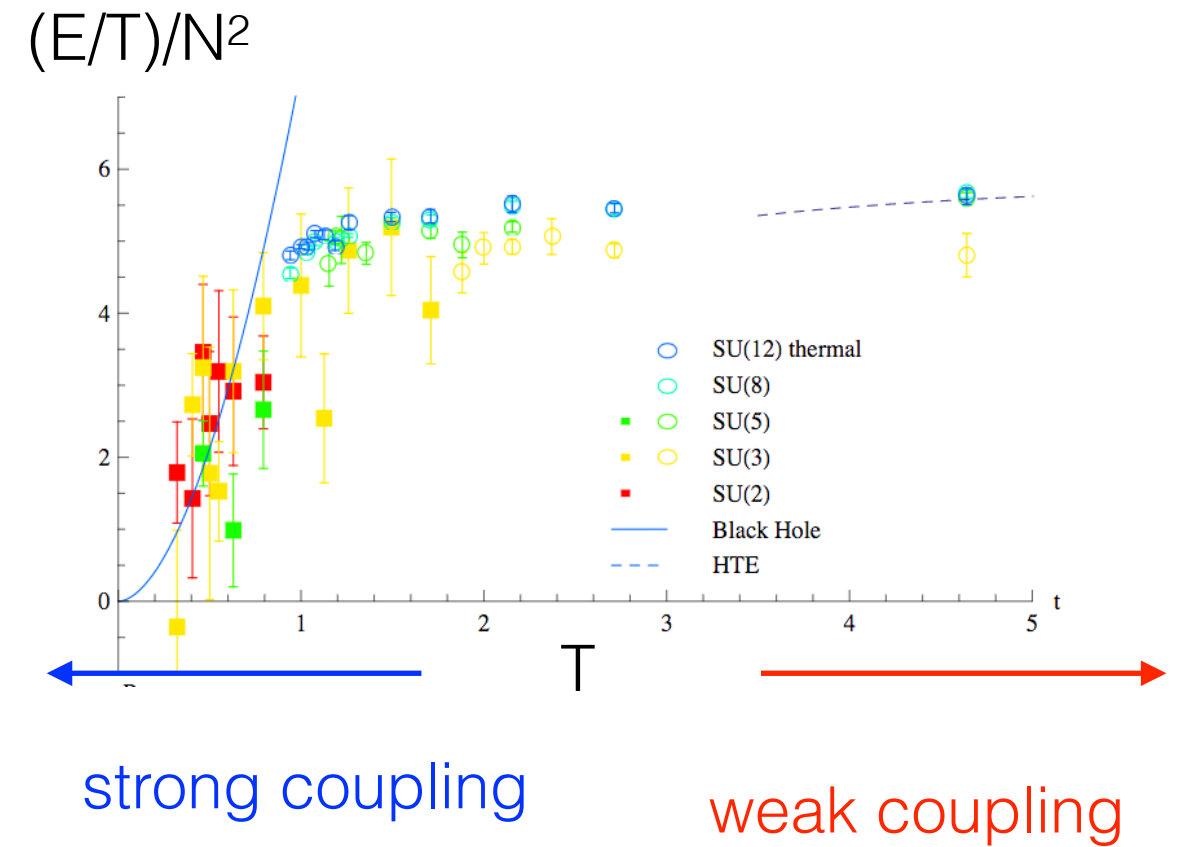 (E/T)/N²
6
4
2
0
1 2 3 4 5 t
SU(12) thermal
SU(8)
SU(5)
SU(3)
SU(2)
Black Hole
HTE
T
strong coupling
weak coupling